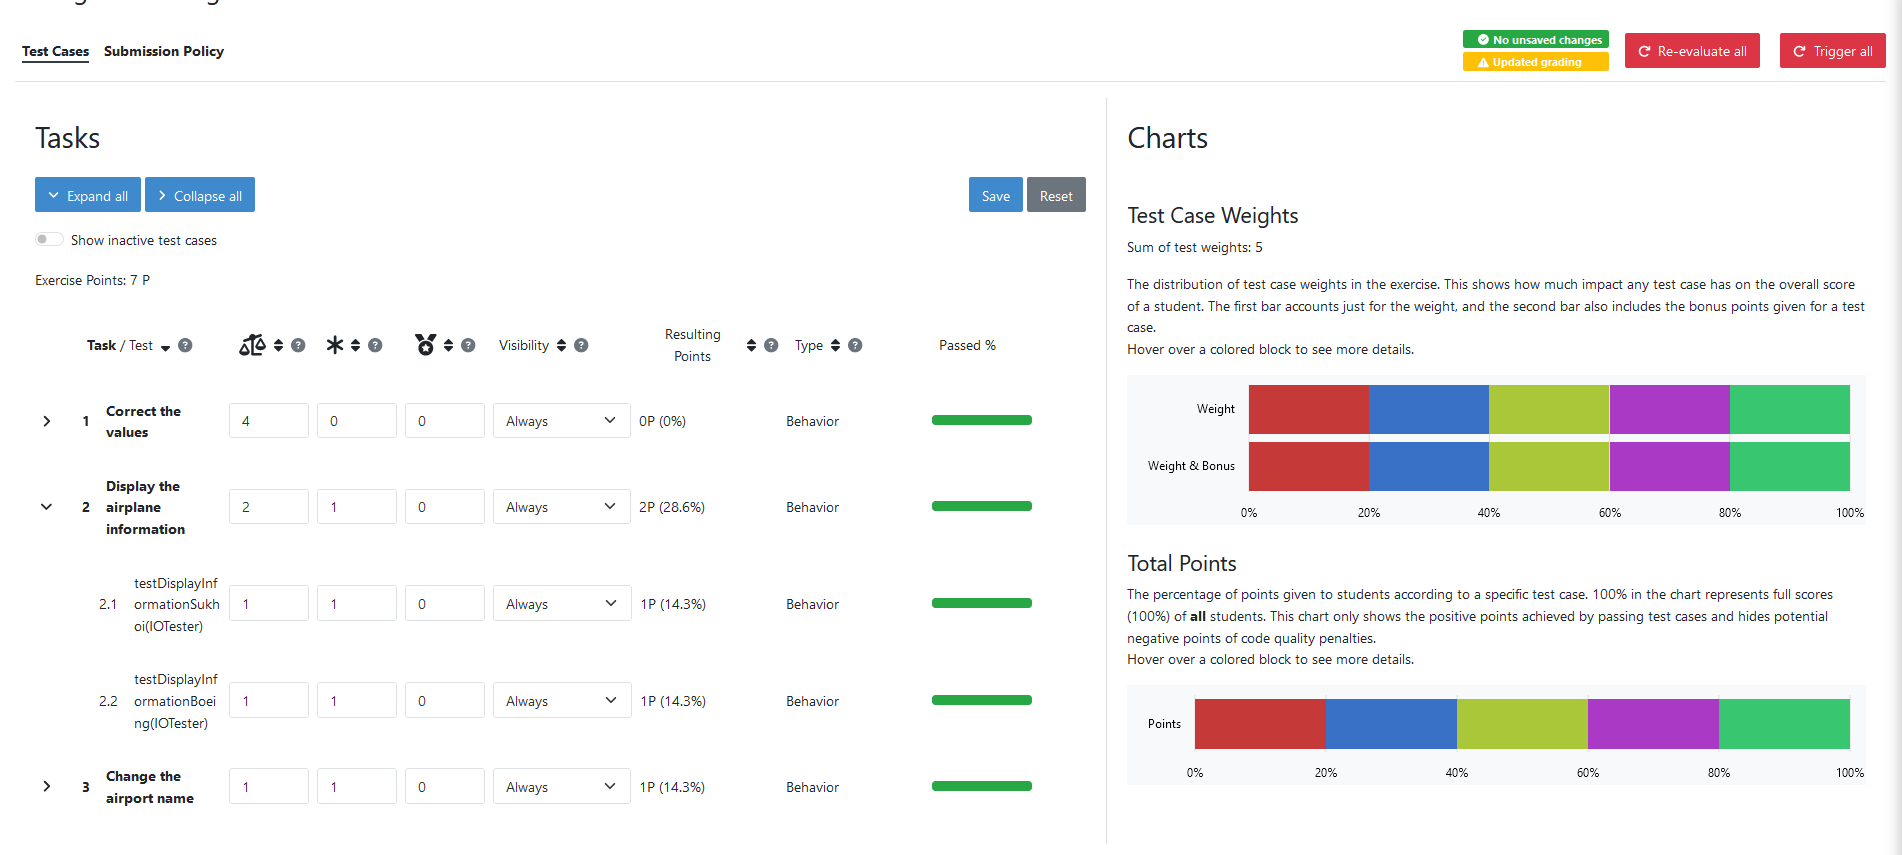 Test Cases Submission Policy
No unsaved changes
Updated grading
Re-evaluate all
Trigger all
Tasks
Expand all
Collapse all
Save
Reset
Show inactive test cases
Exercise Points: 7 P
Task / Test
Visibility
Resulting
Points
Type
Passed %
1
Correct the
values
4
0
0
Always
0P (0%)
Behavior
2
Display the
airplane
information
2
1
0
Always
2P (28.6%)
Behavior
2.1
testDisplayInf
ormationSukh
oi(IOTester)
1
1
0
Always
1P (14.3%)
Behavior
2.2
testDisplayInf
ormationBoei
ng(IOTester)
1
1
0
Always
1P (14.3%)
Behavior
3
Change the
airport name
1
1
0
Always
1P (14.3%)
Behavior
Charts
Test Case Weights
Sum of test weights: 5
The distribution of test case weights in the exercise. This shows how much impact any test case has on the overall score
of a student. The first bar accounts just for the weight, and the second bar also includes the bonus points given for a test
case.
Hover over a colored block to see more details.
Weight
Weight & Bonus
0% 20% 40% 60% 80% 100%
Total Points
The percentage of points given to students according to a specific test case. 100% in the chart represents full scores
(100%) of all students. This chart only shows the positive points achieved by passing test cases and hides potential
negative points of code quality penalties.
Hover over a colored block to see more details.
Points
0% 20% 40% 60% 80% 100%